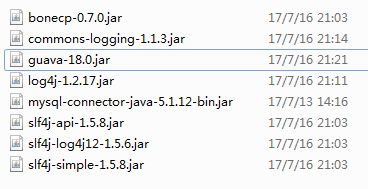 bonecp-0.7.0.jar 17/7/16 21:03
commons-logging-1.1.3.jar 17/7/16 21:14
guava-18.0.jar 17/7/16 21:21
log4j-1.2.17.jar 17/7/16 21:11
mysql-connector-java-5.1.12-bin.jar 17/7/13 14:16
slf4j-api-1.5.8.jar 17/7/16 21:03
slf4j-log4j12-1.5.6.jar 17/7/16 21:03
slf4j-simple-1.5.8.jar 17/7/16 21:03